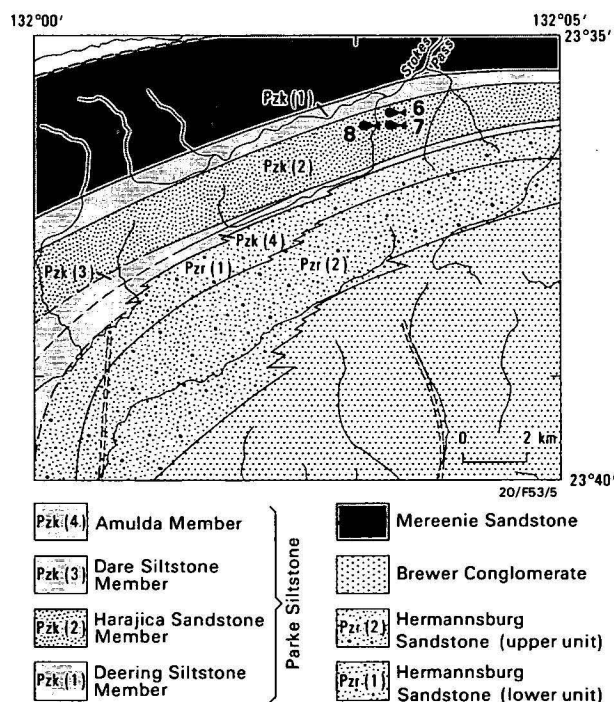 132°00'
132°05'
23°35'
Stokes
Pass
Pzk (1)
6
8
7
Pzk (2)
Pzk (4)
Pzk (3)
Pzr (1)
Pzr (2)
0 2 km
20/F53/5
23°40'
Pzk (4) Amulda Member
Pzk (3) Dare Siltstone
Member
Pzk (2) Harajica Sandstone
Member
Pzk (1) Deering Siltstone
Member
Parke Siltstone
Mereenie Sandstone
Brewer Conglomerate
Pzr (2) Hermannsburg
Sandstone (upper unit)
Pzr (1) Hermannsburg
Sandstone (lower unit)